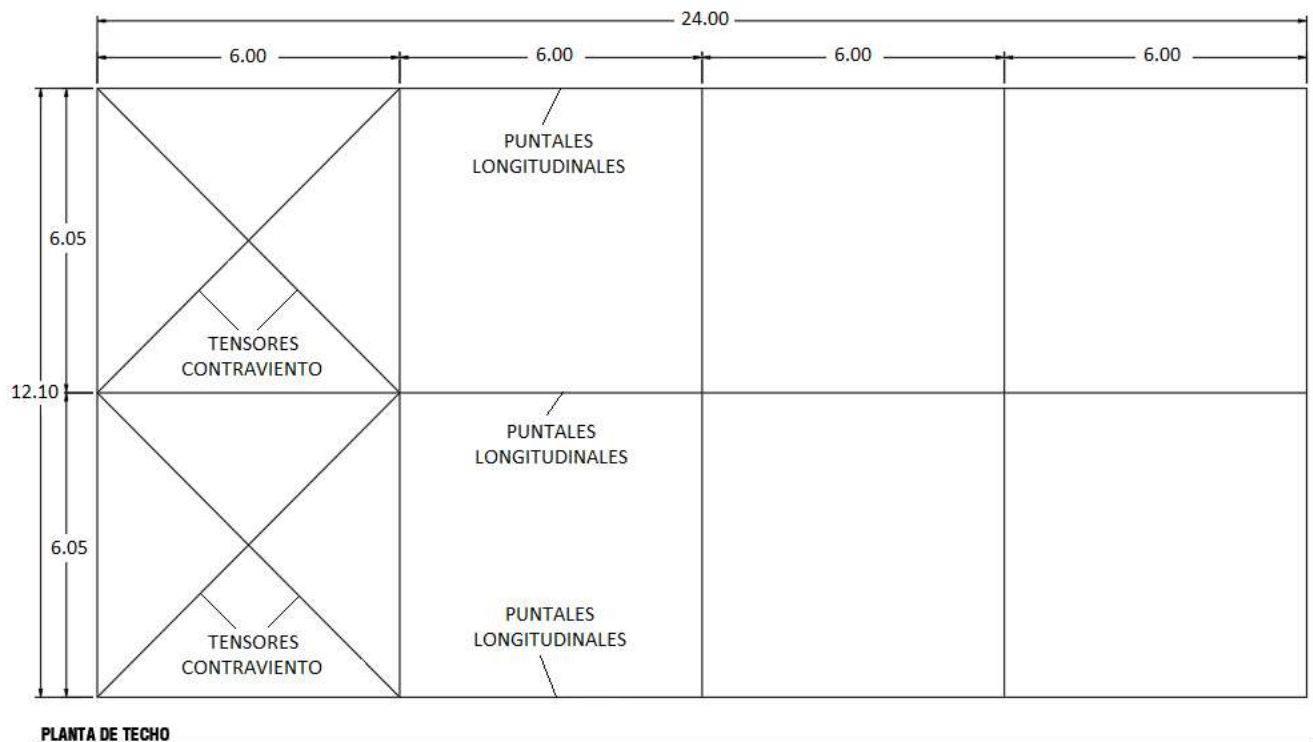 24.00
6.00 6.00 6.00 6.00
PUNTALES
LONGITUDINALES
6.05
TENSORES
CONTRAVIENTO
12.10
PUNTALES
LONGITUDINALES
6.05
PUNTALES
LONGITUDINALES
TENSORES
CONTRAVIENTO
PLANTA DE TECHO